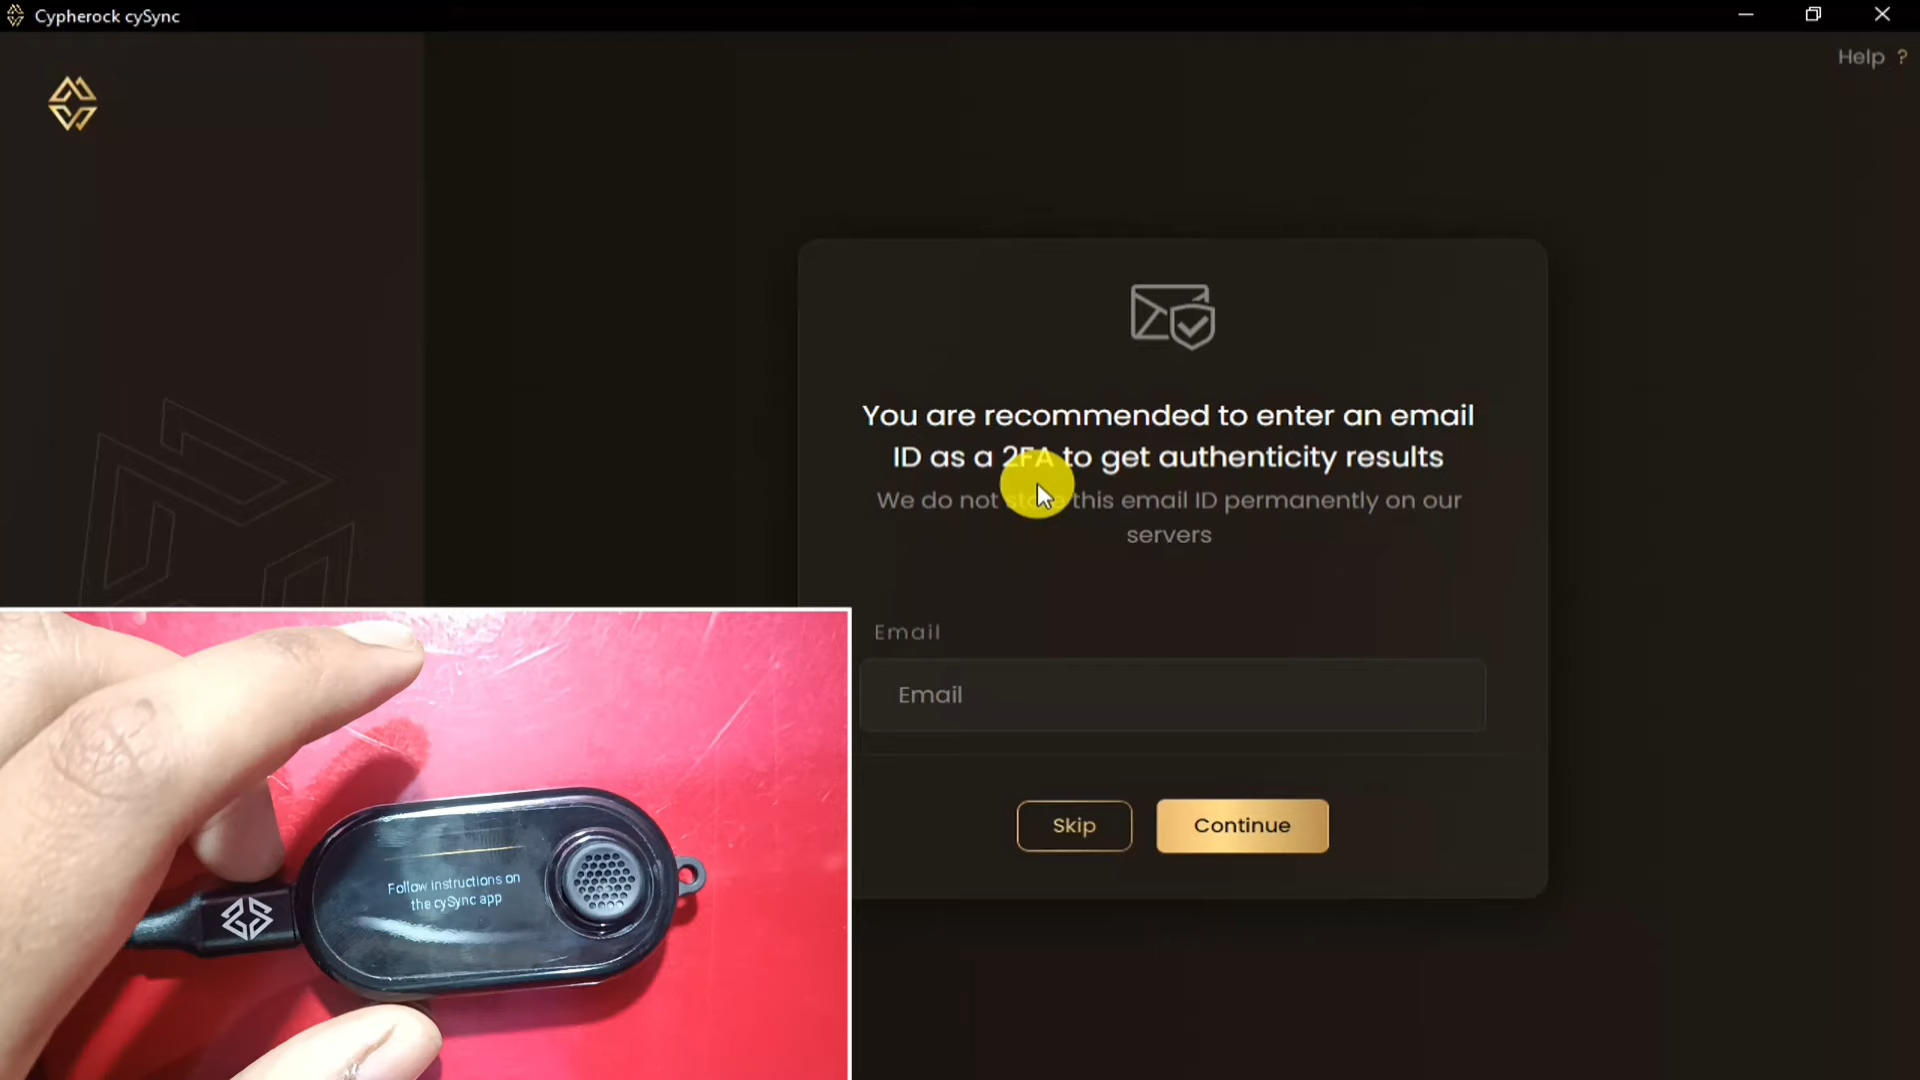 Cypherock cySync
Help ?
You are recommended to enter an email
ID as a 2FA to get authenticity results
We do not store this email ID permanently on our
servers
Email
Email
Skip
Continue
Follow instructions on
the cySync app